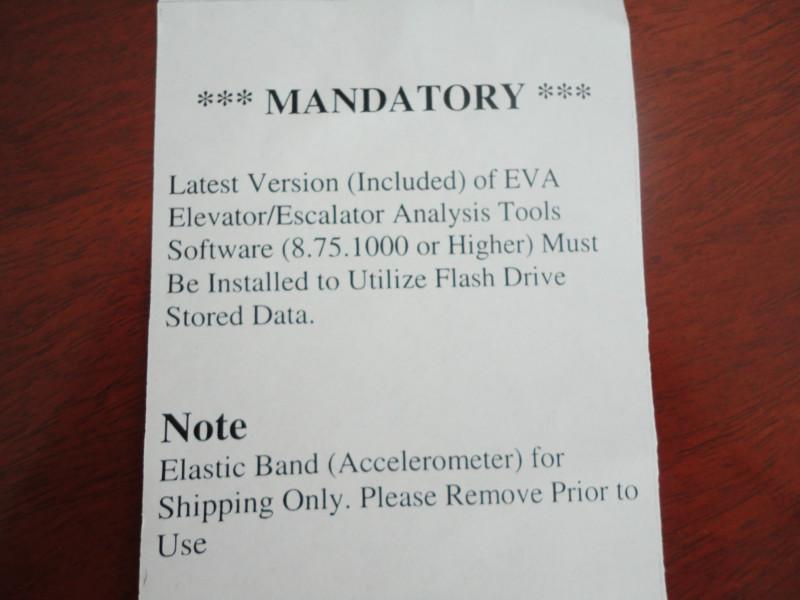 *** MANDATORY ***
Latest Version (Included) of EVA
Elevator/Escalator Analysis Tools
Software (8.75.1000 or Higher) Must
Be Installed to Utilize Flash Drive
Stored Data.
Note
Elastic Band (Accelerometer) for
Shipping Only. Please Remove Prior to
Use